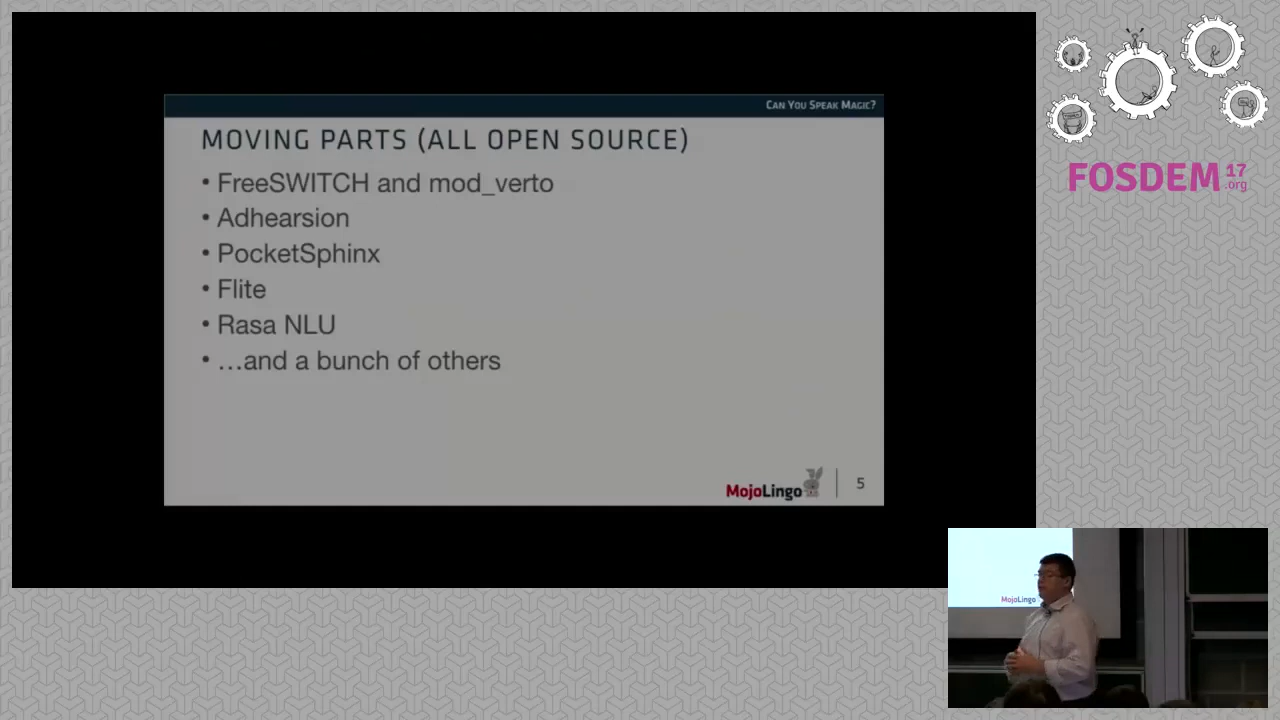 Can You Speak Magic?
MOVING PARTS (ALL OPEN SOURCE)
• FreeSWITCH and mod_verto
• Adhearsion
• PocketSphinx
• Flite
• Rasa NLU
• …and a bunch of others
MojoLingo
5
FOSDEM 17
.org
MojoLingo